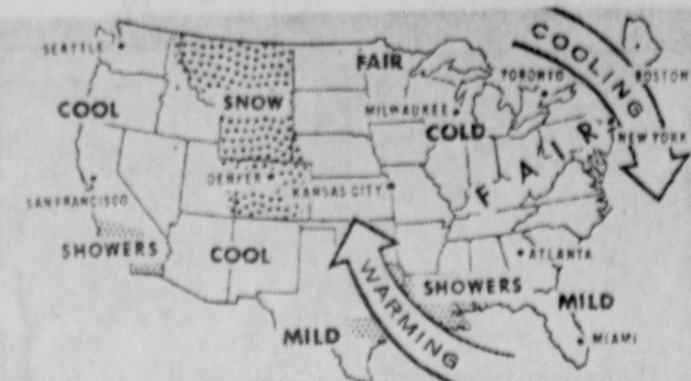 SEATTLE
FAIR
COOLING
TORONTO
BOSTON
COOL
SNOW
MILWAUKEE
COLD
NEW YORK
DENVER
KANSAS CITY
FAIR
SAN FRANCISCO
SHOWERS
COOL
ATLANTA
WARMING
SHOWERS
MILD
MILD
MIAMI